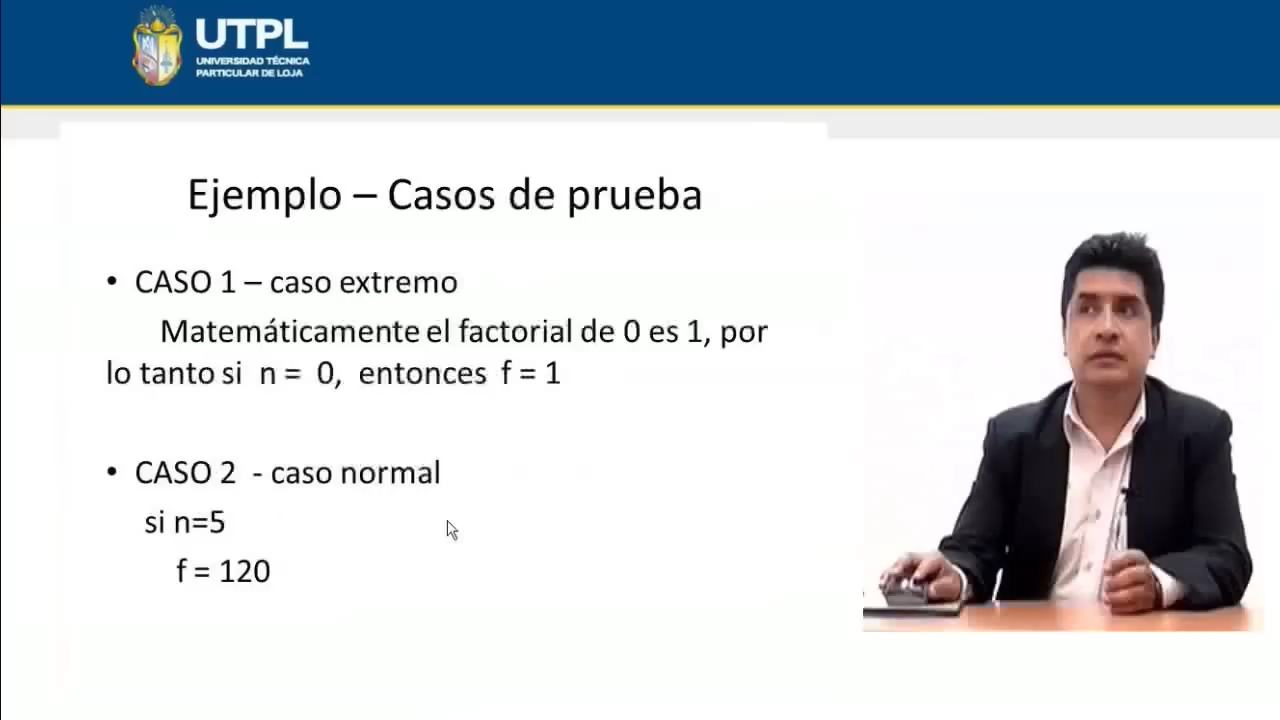 UTPL
UNIVERSIDAD TÉCNICA
PARTICULAR DE LOJA
Ejemplo – Casos de prueba
• CASO 1 – caso extremo
Matemáticamente el factorial de 0 es 1, por
lo tanto si n = 0, entonces f = 1
• CASO 2 - caso normal
si n=5
f = 120